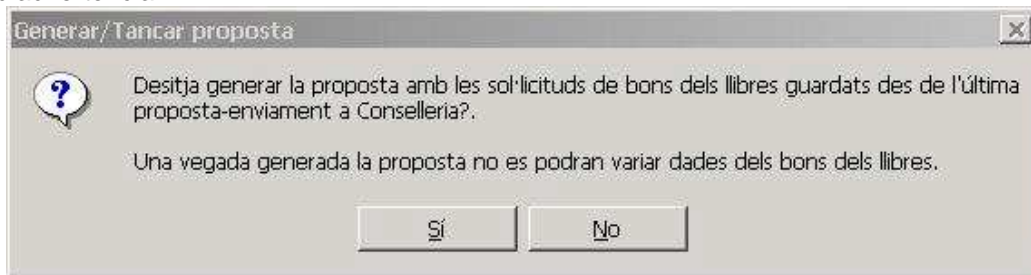 Generar/Tancar proposta
Desitja generar la proposta amb les sol·licituds de bons dels llibres guardats des de l'última
proposta-enviament a Conselleria?.
Una vegada generada la proposta no es podran variar dades dels bons dels llibres.
Sí
No